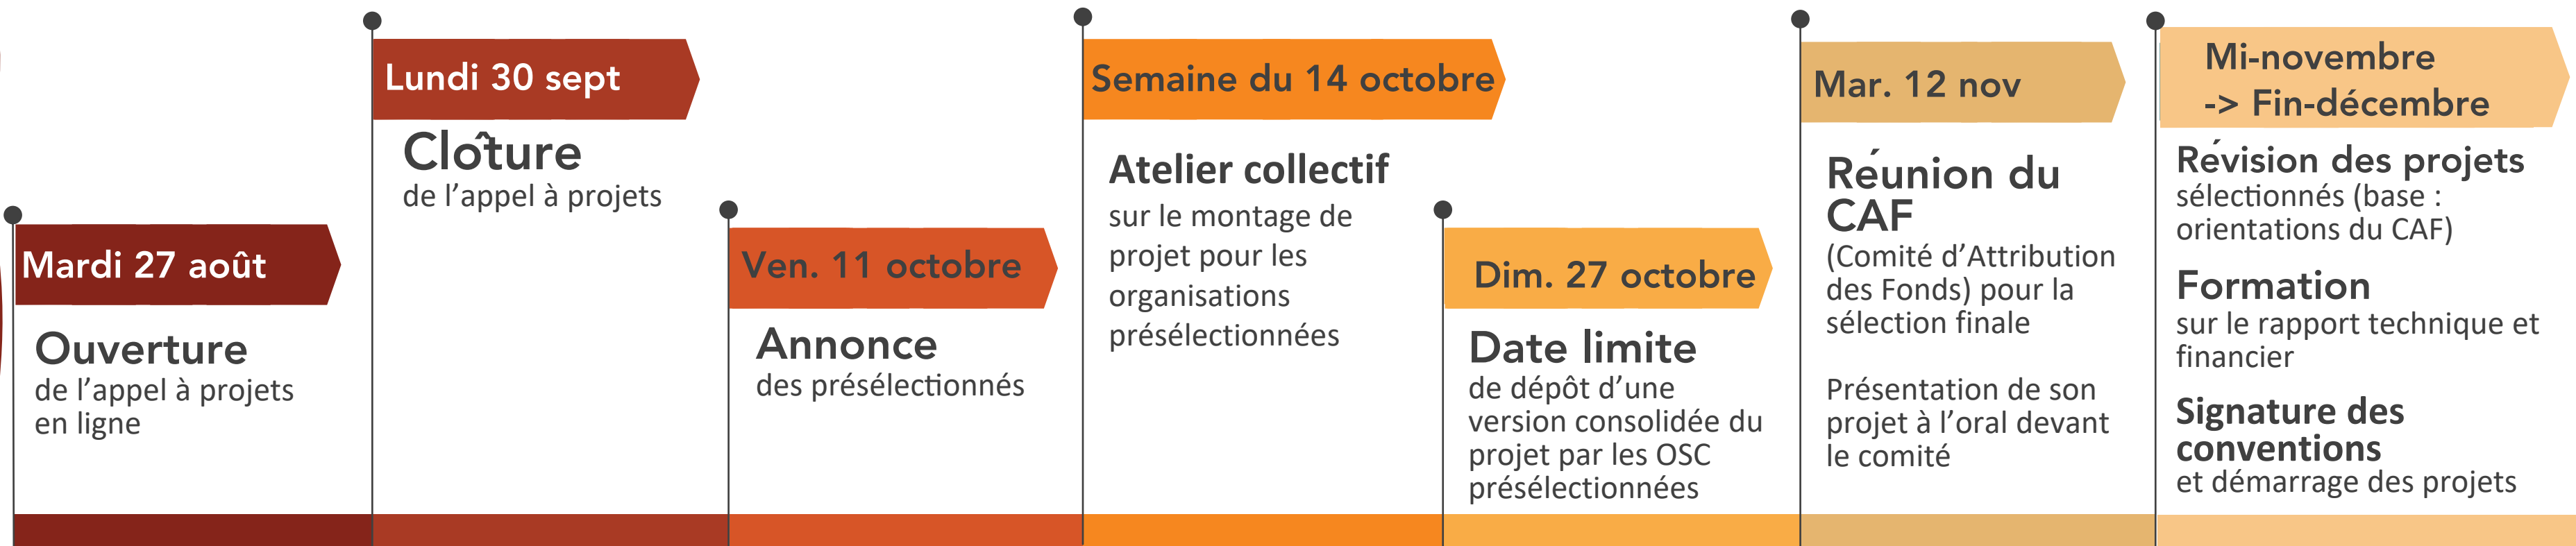 Mardi 27 août
Ouverture
de l’appel à projets
en ligne
Lundi 30 sept
Clôture
de l’appel à projets
Ven. 11 octobre
Annonce
des présélectionnés
Semaine du 14 octobre
Atelier collectif
sur le montage de
projet pour les
organisations
présélectionnées
Dim. 27 octobre
Date limite
de dépôt d’une
version consolidée du
projet par les OSC
présélectionnées
Mar. 12 nov
Réunion du
CAF
(Comité d’Attribution
des Fonds) pour la
sélection finale
Présentation de son
projet à l’oral devant
le comité
Mi-novembre
-> Fin-décembre
Révision des projets
sélectionnés (base :
orientations du CAF)
Formation
sur le rapport technique et
financier
Signature des
conventions
et démarrage des projets